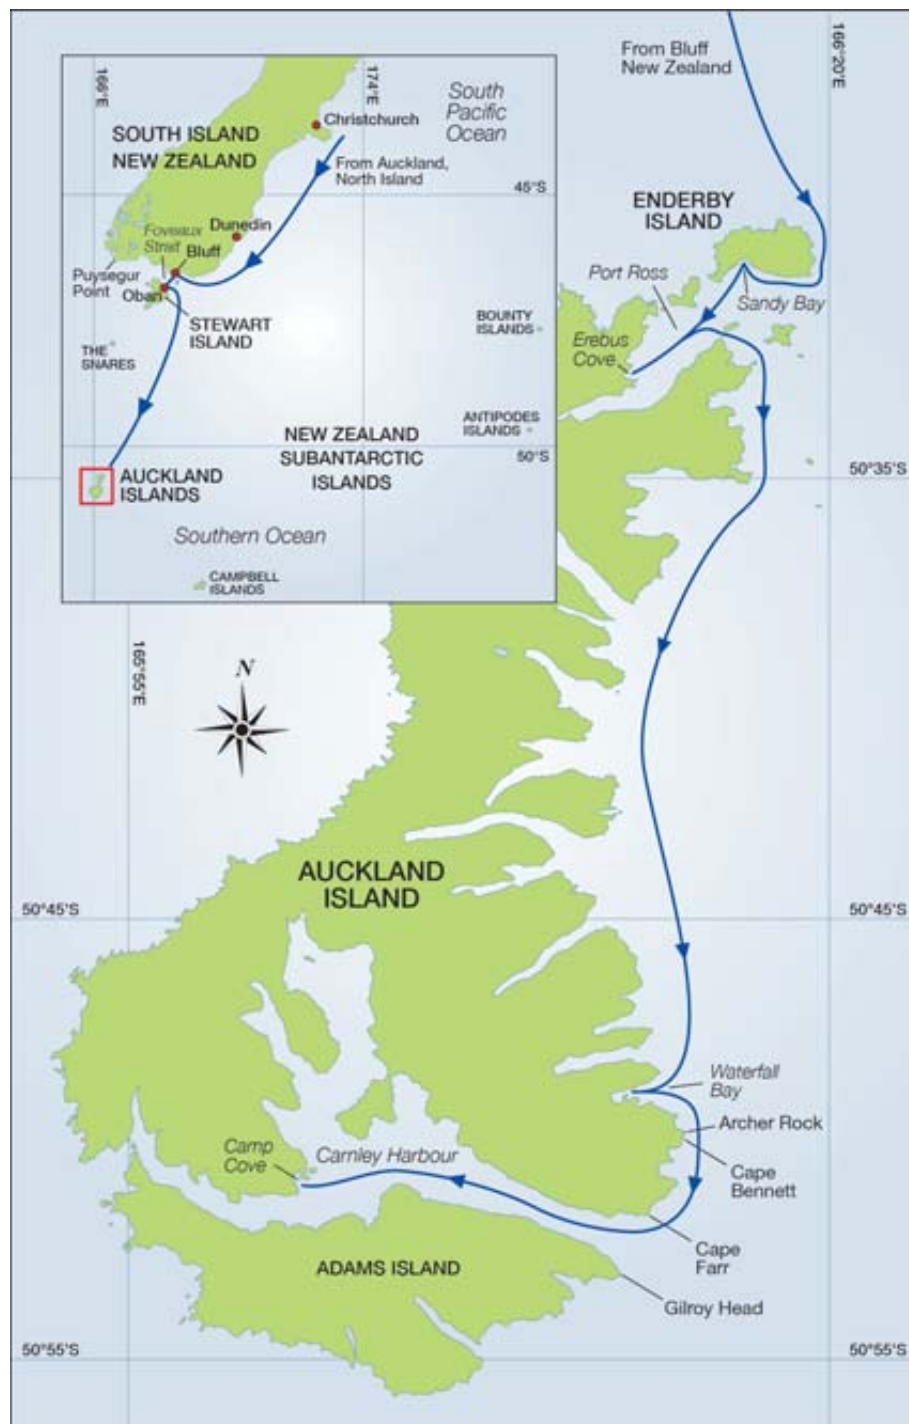 From Bluff
New Zealand
166°20'E
166°E
174°E
South
Pacific
Ocean
Christchurch
SOUTH ISLAND
NEW ZEALAND
From Auckland,
North Island
45°S
ENDERBY
ISLAND
Dunedin
Foveaux
Strait
Bluff
Puysegur
Point
Oban
Port Ross
Sandy Bay
STEWART
ISLAND
BOUNTY
ISLANDS
THE
SNARES
Erebus
Cove
ANTIPODES
ISLANDS
NEW ZEALAND
SUBANTARCTIC
ISLANDS
50°S
AUCKLAND
ISLANDS
50°35'S
Southern Ocean
CAMPBELL
ISLANDS
165°55'E
N
AUCKLAND
ISLAND
50°45'S
50°45'S
Waterfall
Bay
Archer Rock
Camp
Cove
Carnley Harbour
Cape
Bennett
Cape
Farr
ADAMS ISLAND
Gilroy Head
50°55'S
50°55'S